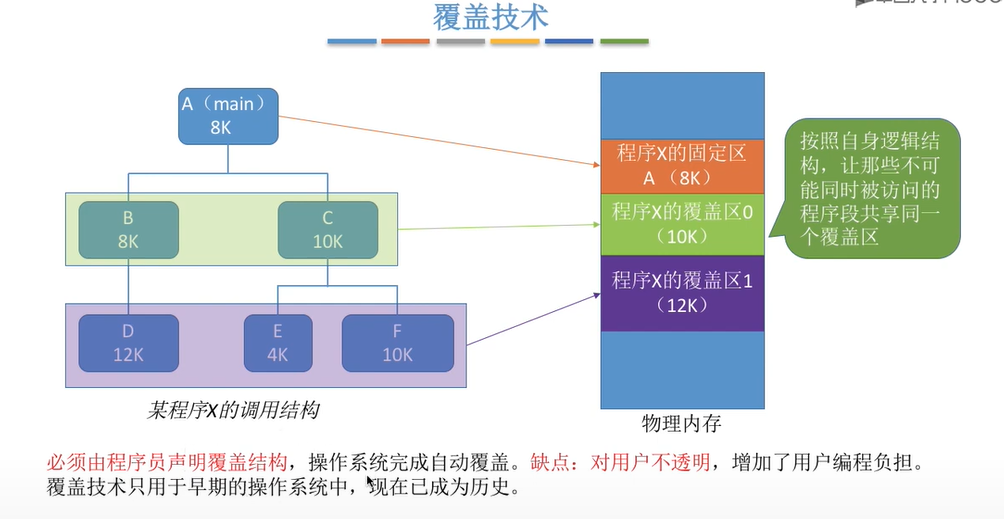 覆盖技术
A（main）
8K
B
8K
C
10K
D
12K
E
4K
F
10K
某程序X的调用结构
程序X的固定区
A （8K）
程序X的覆盖区0
（10K）
程序X的覆盖区1
（12K）
物理内存
按照自身逻辑结
构，让那些不可
能同时被访问的
程序段共享同一
个覆盖区
必须由程序员声明覆盖结构，操作系统完成自动覆盖。缺点：对用户不透明，增加了用户编程负担。
覆盖技术只用于早期的操作系统中，现在已成为历史。